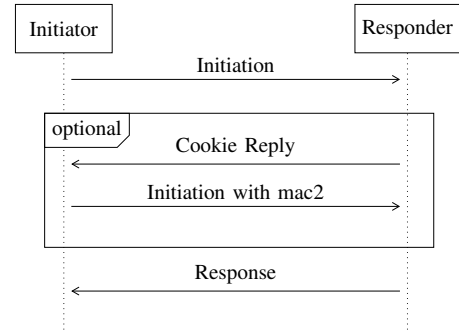 Initiator
Responder
Initiation
optional
Cookie Reply
Initiation with mac2
Response